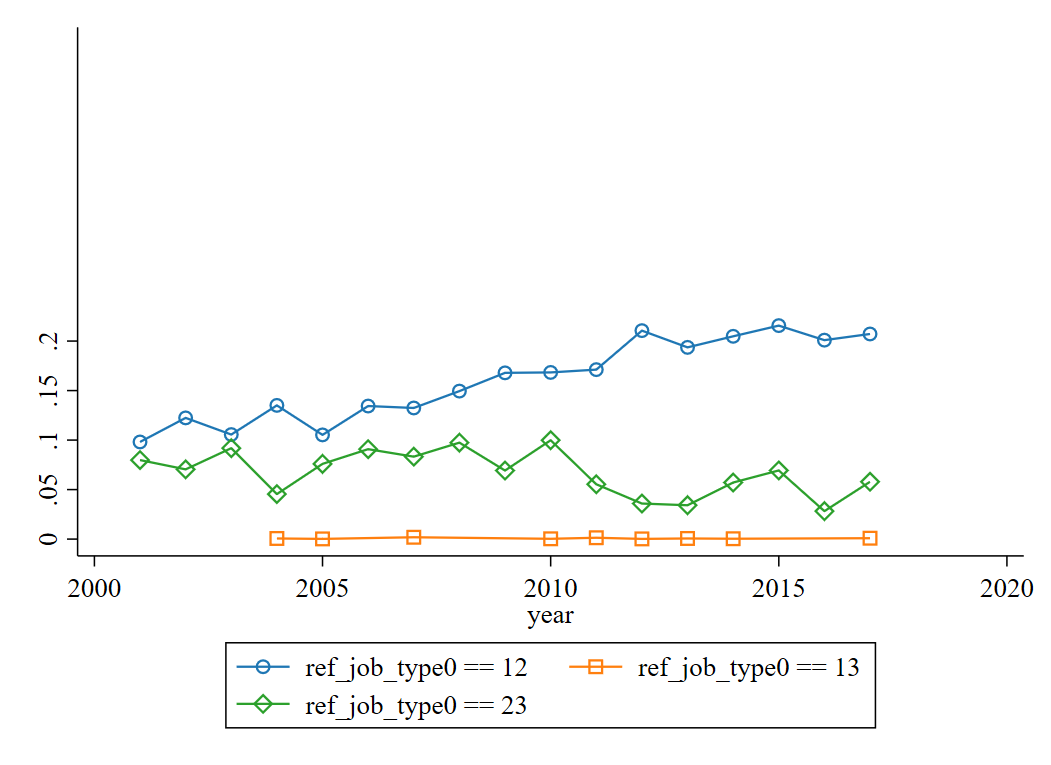 .2
.15
.1
.05
0
2000 2005 2010 2015 2020
year
ref_job_type0 == 12 ref_job_type0 == 13
ref_job_type0 == 23